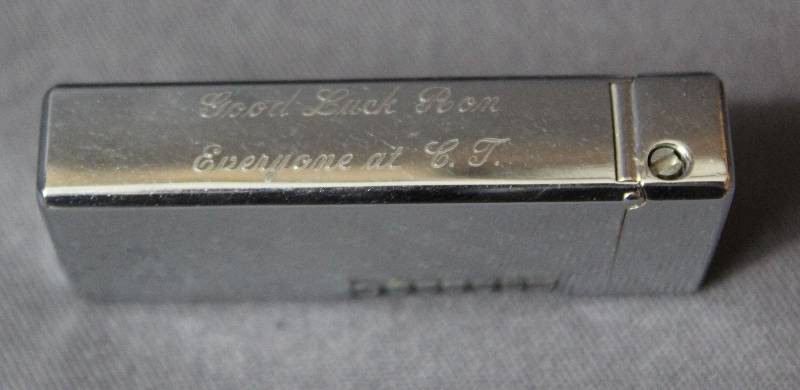 Good Luck Ron
Everyone at C.T.